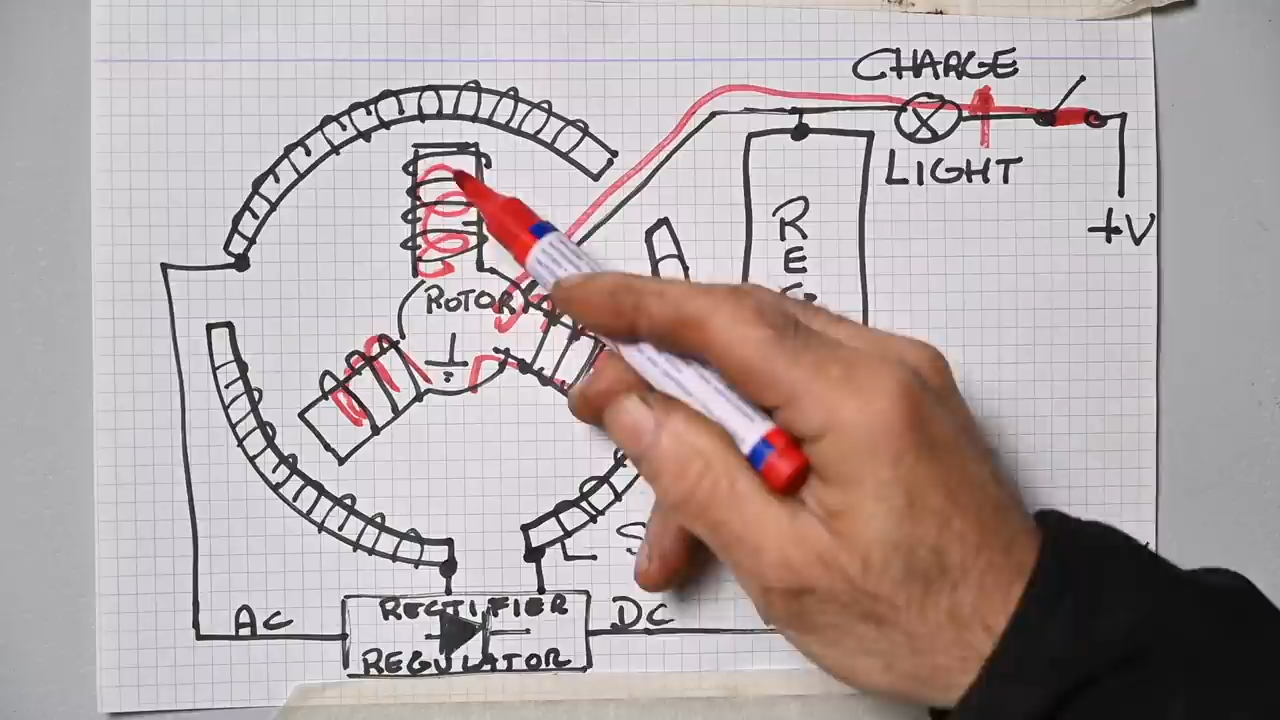 CHARGE
LIGHT
+V
R
E
ROTOR
AC
RECTIFIER
REGULATOR
DC